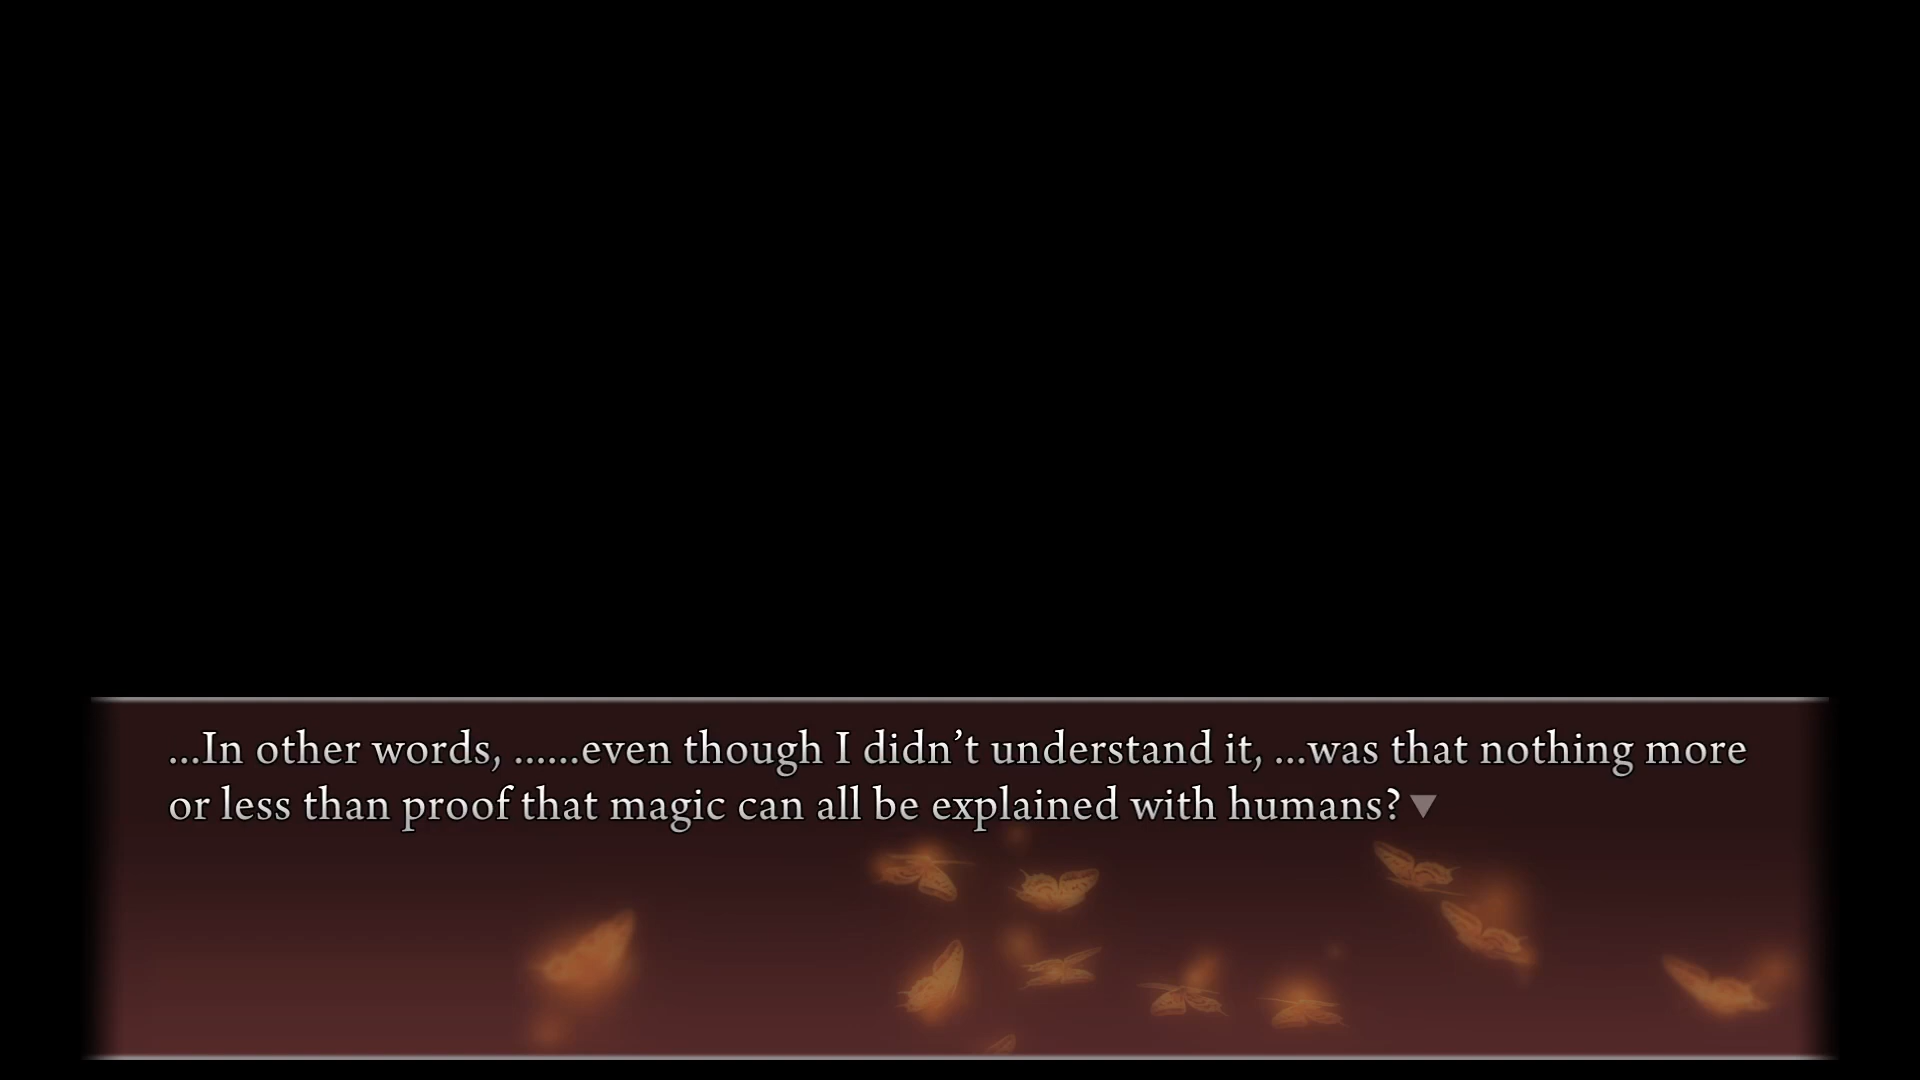 ...In other words, ......even though I didn’t understand it, ...was that nothing more
or less than proof that magic can all be explained with humans?